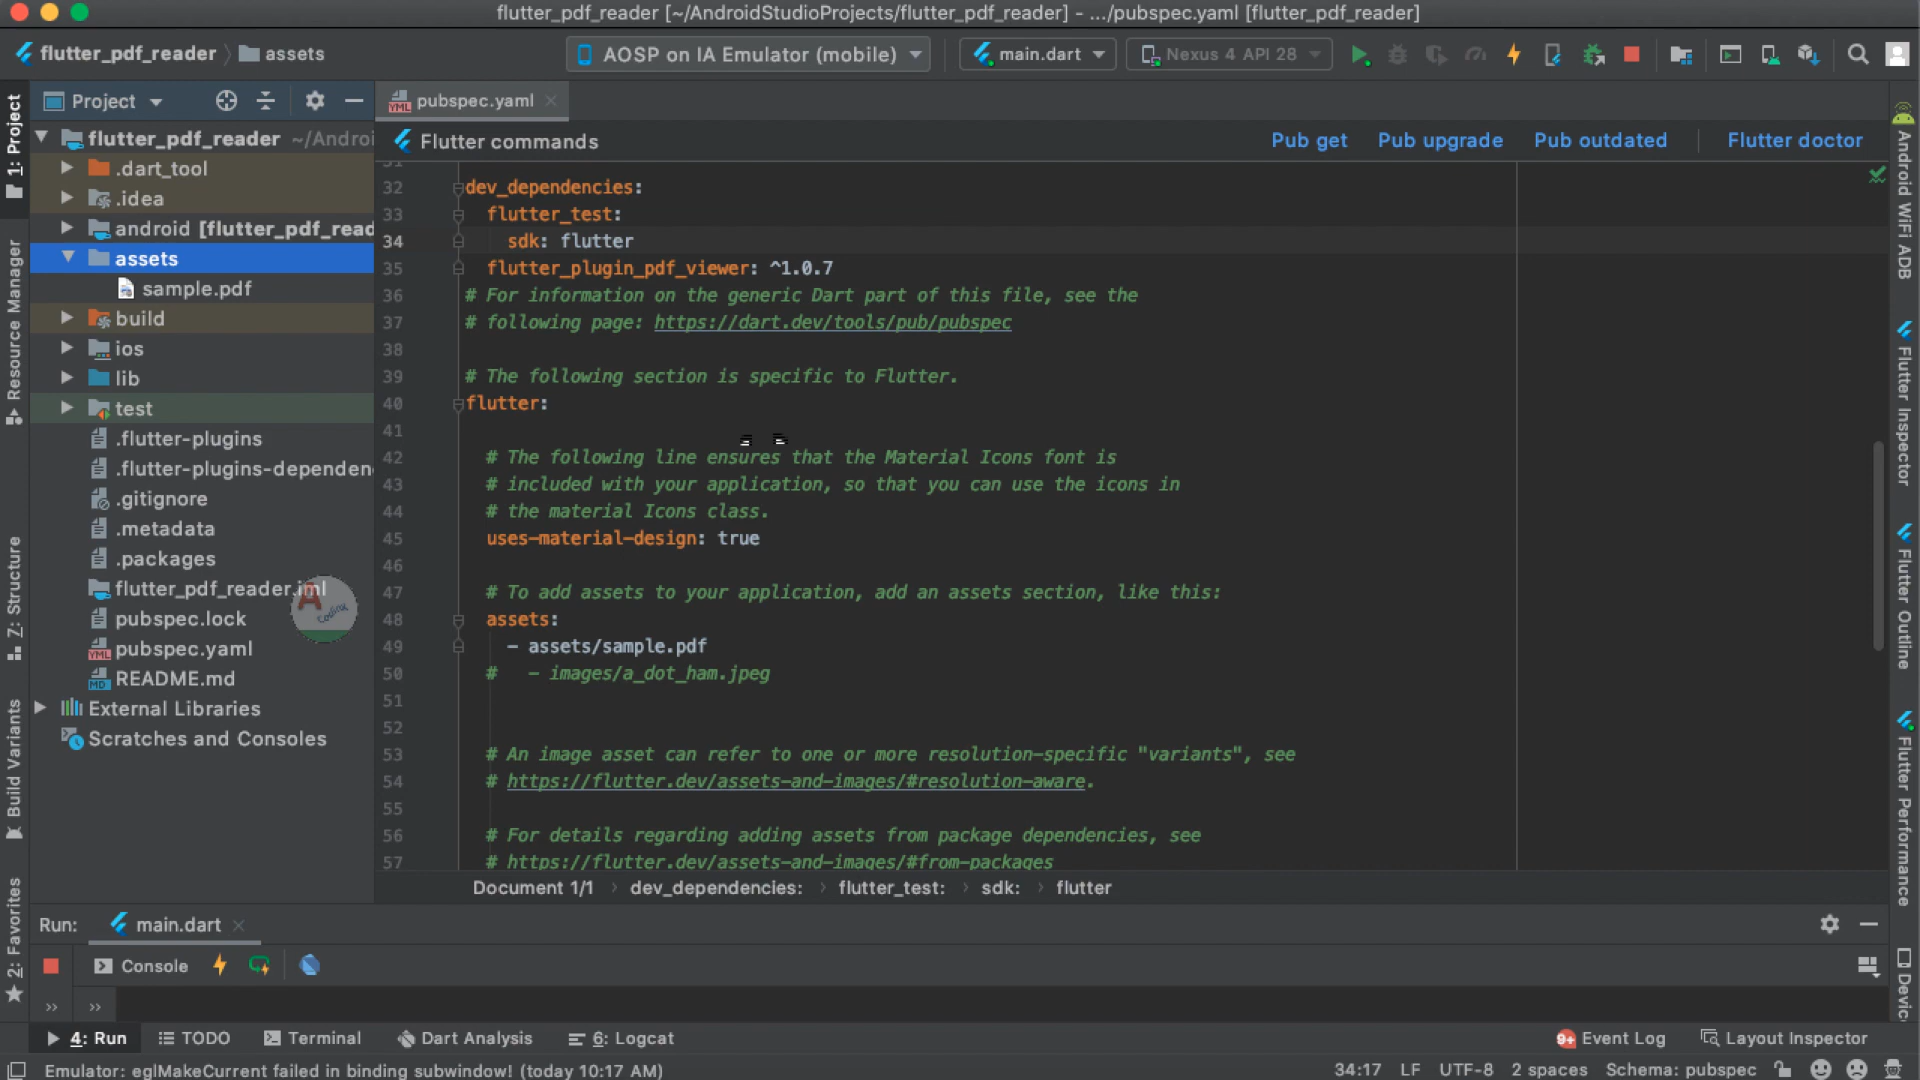 flutter_pdf_reader [~/AndroidStudioProjects/flutter_pdf_reader] - .../pubspec.yaml [flutter_pdf_reader]
flutter_pdf_reader
assets
AOSP on IA Emulator (mobile)
main.dart
Nexus 4 API 28
Project
pubspec.yaml
Flutter commands
Pub get
Pub upgrade
Pub outdated
Flutter doctor
1: Project
Resource Manager
7: Structure
Build Variants
2: Favorites
flutter_pdf_reader ~/Androi
.dart_tool
.idea
android [flutter_pdf_read
assets
sample.pdf
build
ios
lib
test
.flutter-plugins
.flutter-plugins-dependen
.gitignore
.metadata
.packages
flutter_pdf_reader.iml
pubspec.lock
pubspec.yaml
README.md
External Libraries
Scratches and Consoles
A
Coding
31
32 dev_dependencies:
33 flutter_test:
34 sdk: flutter
35 flutter_plugin_pdf_viewer: ^1.0.7
36 # For information on the generic Dart part of this file, see the
37 # following page: https://dart.dev/tools/pub/pubspec
38
39 # The following section is specific to Flutter.
40 flutter:
41
42 # The following line ensures that the Material Icons font is
43 # included with your application, so that you can use the icons in
44 # the material Icons class.
45 uses-material-design: true
46
47 # To add assets to your application, add an assets section, like this:
48 assets:
49 - assets/sample.pdf
50 # - images/a_dot_ham.jpeg
51
52
53 # An image asset can refer to one or more resolution-specific "variants", see
54 # https://flutter.dev/assets-and-images/#resolution-aware.
55
56 # For details regarding adding assets from package dependencies, see
57 # https://flutter.dev/assets-and-images/#from-packages
Document 1/1 › dev_dependencies: › flutter_test: › sdk: › flutter
Android WiFi ADB
Flutter Inspector
Flutter Outline
Flutter Performance
Devic
Run: main.dart
Console
»
»
4: Run
TODO
Terminal
Dart Analysis
6: Logcat
9+ Event Log
Layout Inspector
Emulator: eglMakeCurrent failed in binding subwindow! (today 10:17 AM)
34:17 LF UTF-8 2 spaces Schema: pubspec